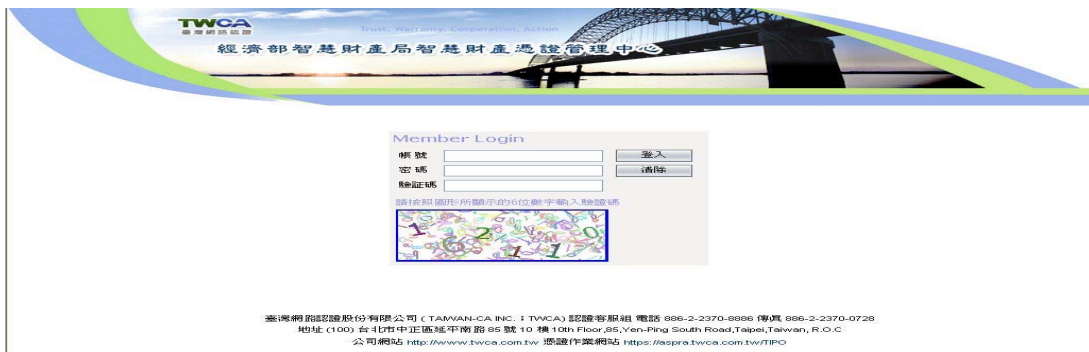 TWCA
臺灣網路認證
Trust, Warranty, Cooperation, Action
經濟部智慧財產局智慧財產憑證管理中心
Member Login
帳號 登入
密碼 清除
驗証碼
請按照圖形所顯示的6位數字輸入驗證碼
臺灣網路認證股份有限公司 ( TAIWAN-CA INC. ; TWCA) 認證客服組 電話 886-2-2370-8886 傳真 886-2-2370-0728
地址 (100) 台北市中正區延平南路 85 號 10 樓 10th Floor,85,Yen-Ping South Road,Taipei,Taiwan, R.O.C
公司網站 http://www.twca.com.tw 憑證作業網站 https://aspra.twca.com.tw/TIPO